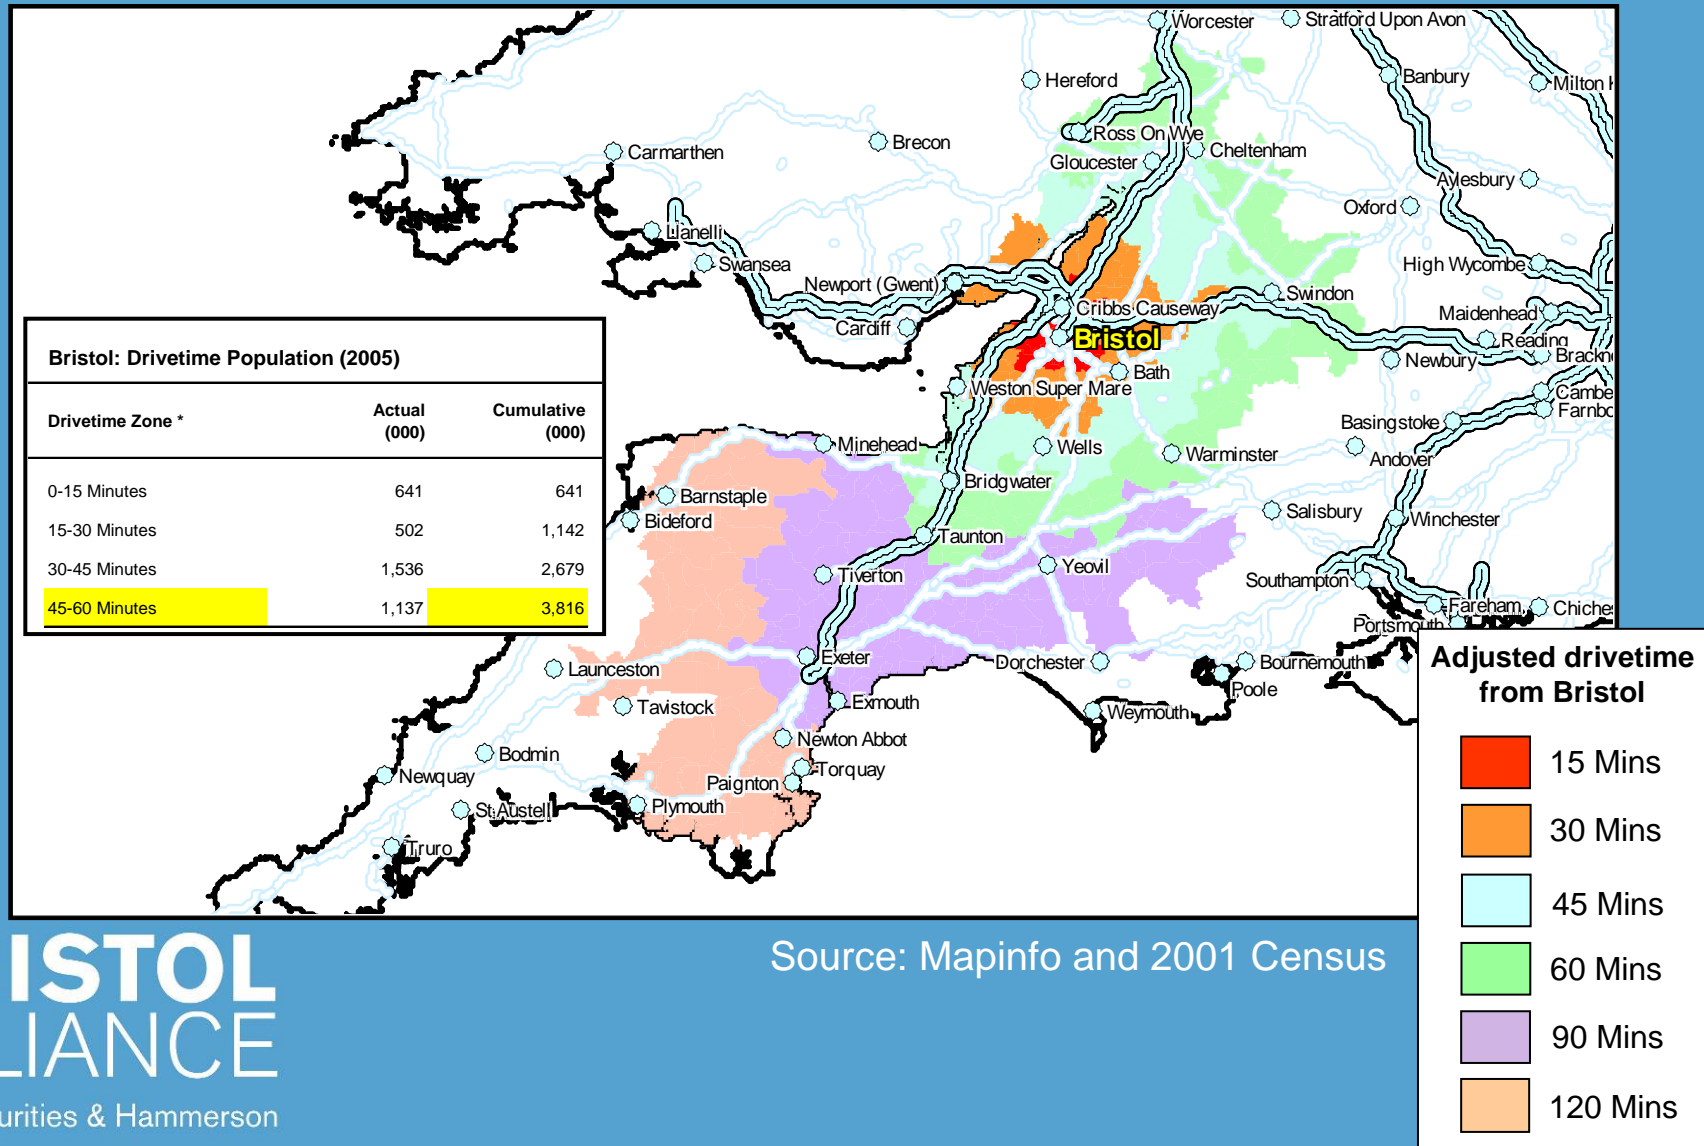 Worcester
Stratford Upon Avon
Hereford
Banbury
Milton
Brecon
Ross On Wye
Carmarthen
Gloucester
Cheltenham
Aylesbury
Oxford
Llanelli
Swansea
High Wycombe
Newport (Gwent)
Swindon
Cribbs Causeway
Maidenhead
Cardiff
Bristol
Reading
Newbury
Brackn
Bath
Weston Super Mare
Cambe
Farnbo
Basingstoke
Minehead
Wells
Warminster
Andover
Bridgwater
Barnstaple
Bideford
Salisbury
Winchester
Taunton
Tiverton
Yeovil
Southampton
Fareham
Chiches
Portsmouth
Exeter
Dorchester
Bournemouth
Launceston
Poole
Tavistock
Exmouth
Weymouth
Newton Abbot
Bodmin
Torquay
Newquay
Paignton
Plymouth
St Austell
Truro
Bristol: Drivetime Population (2005)
Drivetime Zone * Actual (000) Cumulative (000)
0-15 Minutes 641 641
15-30 Minutes 502 1,142
30-45 Minutes 1,536 2,679
45-60 Minutes 1,137 3,816
Adjusted drivetime
from Bristol
15 Mins
30 Mins
45 Mins
60 Mins
90 Mins
120 Mins
Source: Mapinfo and 2001 Census
ISTOL
LIANCE
urities & Hammerson